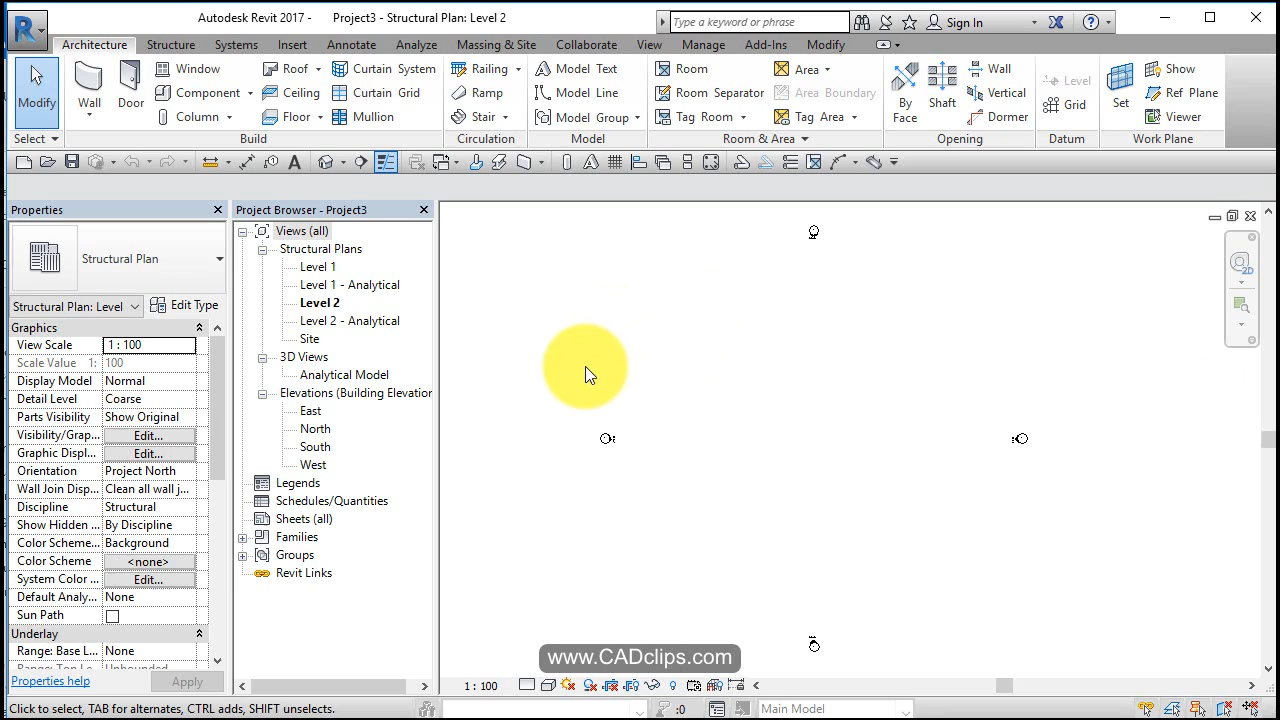 Autodesk Revit 2017 - Project3 - Structural Plan: Level 2
Type a keyword or phrase
Sign In
Architecture Structure Systems Insert Annotate Analyze Massing & Site Collaborate View Manage Add-Ins Modify
Modify
Select
Wall
Door
Window
Component
Column
Roof
Ceiling
Floor
Curtain System
Curtain Grid
Mullion
Build
Railing
Ramp
Stair
Circulation
Model Text
Model Line
Model Group
Model
Room
Room Separator
Tag Room
Area
Area Boundary
Tag Area
Room & Area
By
Face
Shaft
Wall
Vertical
Dormer
Opening
Level
Grid
Datum
Set
Show
Ref Plane
Viewer
Work Plane
Properties
Structural Plan
Structural Plan: Level
Edit Type
Graphics
View Scale 1 : 100
Scale Value 1: 100
Display Model Normal
Detail Level Coarse
Parts Visibility Show Original
Visibility/Grap... Edit...
Graphic Displ... Edit...
Orientation Project North
Wall Join Disp... Clean all wall j...
Discipline Structural
Show Hidden ... By Discipline
Color Scheme... Background
Color Scheme <none>
System Color ... Edit...
Default Analy... None
Sun Path
Underlay
Range: Base L... None
Range: Top Le... Unbounded
Properties help
Apply
Project Browser - Project3
Views (all)
Structural Plans
Level 1
Level 1 - Analytical
Level 2
Level 2 - Analytical
Site
3D Views
Analytical Model
Elevations (Building Elevation
East
North
South
West
Legends
Schedules/Quantities
Sheets (all)
Families
Groups
Revit Links
2D
www.CADclips.com
1 : 100
Click to select, TAB for alternates, CTRL adds, SHIFT unselects.
:0
Main Model